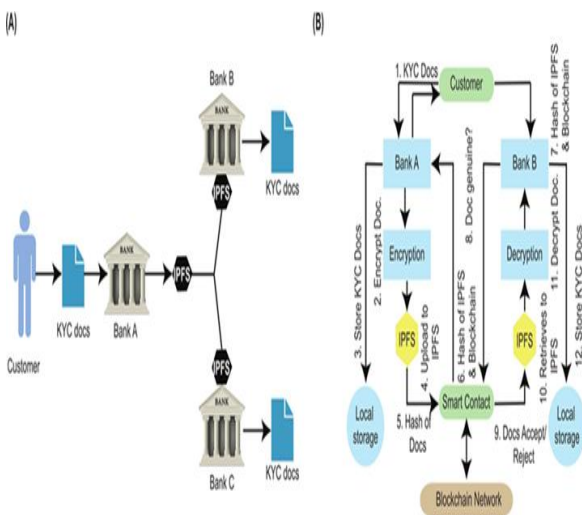 (A)
Bank B
BANK
KYC docs
IPFS
BANK
IPFS
KYC docs
Bank A
Customer
IPFS
BANK
KYC docs
Bank C
(B)
1. KYC Docs
Customer
7. Hash of IPFS
& Blockchain
Bank A
Bank B
8. Doc genuine?
2. Encrypt Doc.
Encryption
Decryption
11. Decrypt Doc.
3. Store KYC Docs
4. Upload to
IPFS
IPFS
6. Hash of IPFS
& Blockchain
IPFS
10. Retrieves to
IPFS
12. Store KYC Docs
Local
storage
5. Hash of
Docs
Smart Contact
9. Docs Accept/
Reject
Local
storage
Blockchain Network